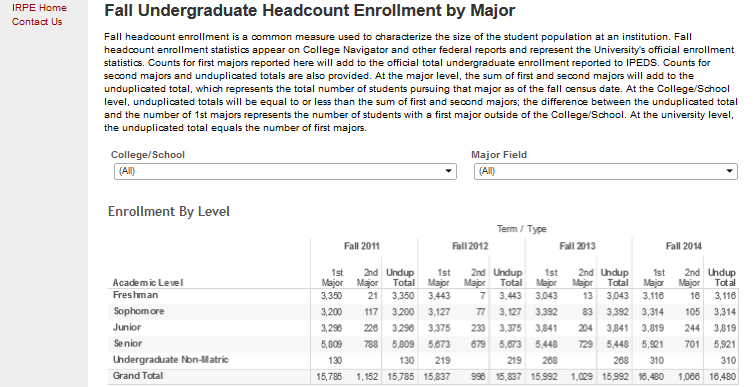 IRPE Home
Contact Us
Fall Undergraduate Headcount Enrollment by Major
Fall headcount enrollment is a common measure used to characterize the size of the student population at an institution. Fall
headcount enrollment statistics appear on College Navigator and other federal reports and represent the University's official enrollment
statistics. Counts for first majors reported here will add to the official total undergraduate enrollment reported to IPEDS. Counts for
second majors and unduplicated totals are also provided. At the major level, the sum of first and second majors will add to the
unduplicated total, which represents the total number of students pursuing that major as of the fall census date. At the College/School
level, unduplicated totals will be equal to or less than the sum of first and second majors; the difference between the unduplicated total
and the number of 1st majors represents the number of students with a first major outside of the College/School. At the university level,
the unduplicated total equals the number of first majors.
College/School Major Field
(All) (All)
Enrollment By Level
Term / Type
Fall 2011 Fall 2012 Fall 2013 Fall 2014
1st 2nd Undup 1st 2nd Undup 1st 2nd Undup 1st 2nd Undup
Academic Level Major Major Total Major Major Total Major Major Total Major Major Total
Freshman 3,350 21 3,350 3,443 7 3,443 3,043 13 3,043 3,116 16 3,116
Sophomore 3,200 117 3,200 3,127 77 3,127 3,392 83 3,392 3,314 105 3,314
Junior 3,296 226 3,296 3,375 233 3,375 3,841 204 3,841 3,819 244 3,819
Senior 5,809 788 5,809 5,673 679 5,673 5,448 729 5,448 5,921 701 5,921
Undergraduate Non-Matric 130 130 219 219 268 268 310 310
Grand Total 15,785 1,152 15,785 15,837 996 15,837 15,992 1,029 15,992 16,480 1,066 16,480